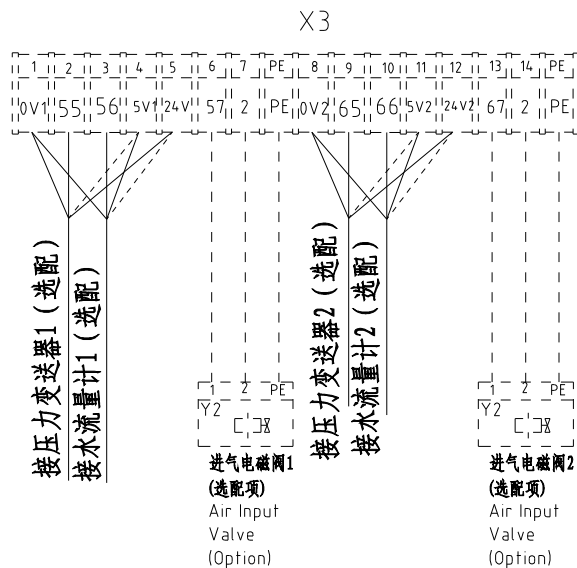 X3
1 2 3 4 5 6 7 PE 8 9 10 11 12 13 14 PE
0V1 55 56 5V1 24V 57 2 PE 0V2 65 66 5V2 24V2 67 2 PE
接压力变送器1(选配)
接水流量计1(选配)
接压力变送器2(选配)
接水流量计2(选配)
1 2 PE
Y2
进气电磁阀1
(选配项)
Air Input
Valve
(Option)
1 2 PE
Y2
进气电磁阀2
(选配项)
Air Input
Valve
(Option)